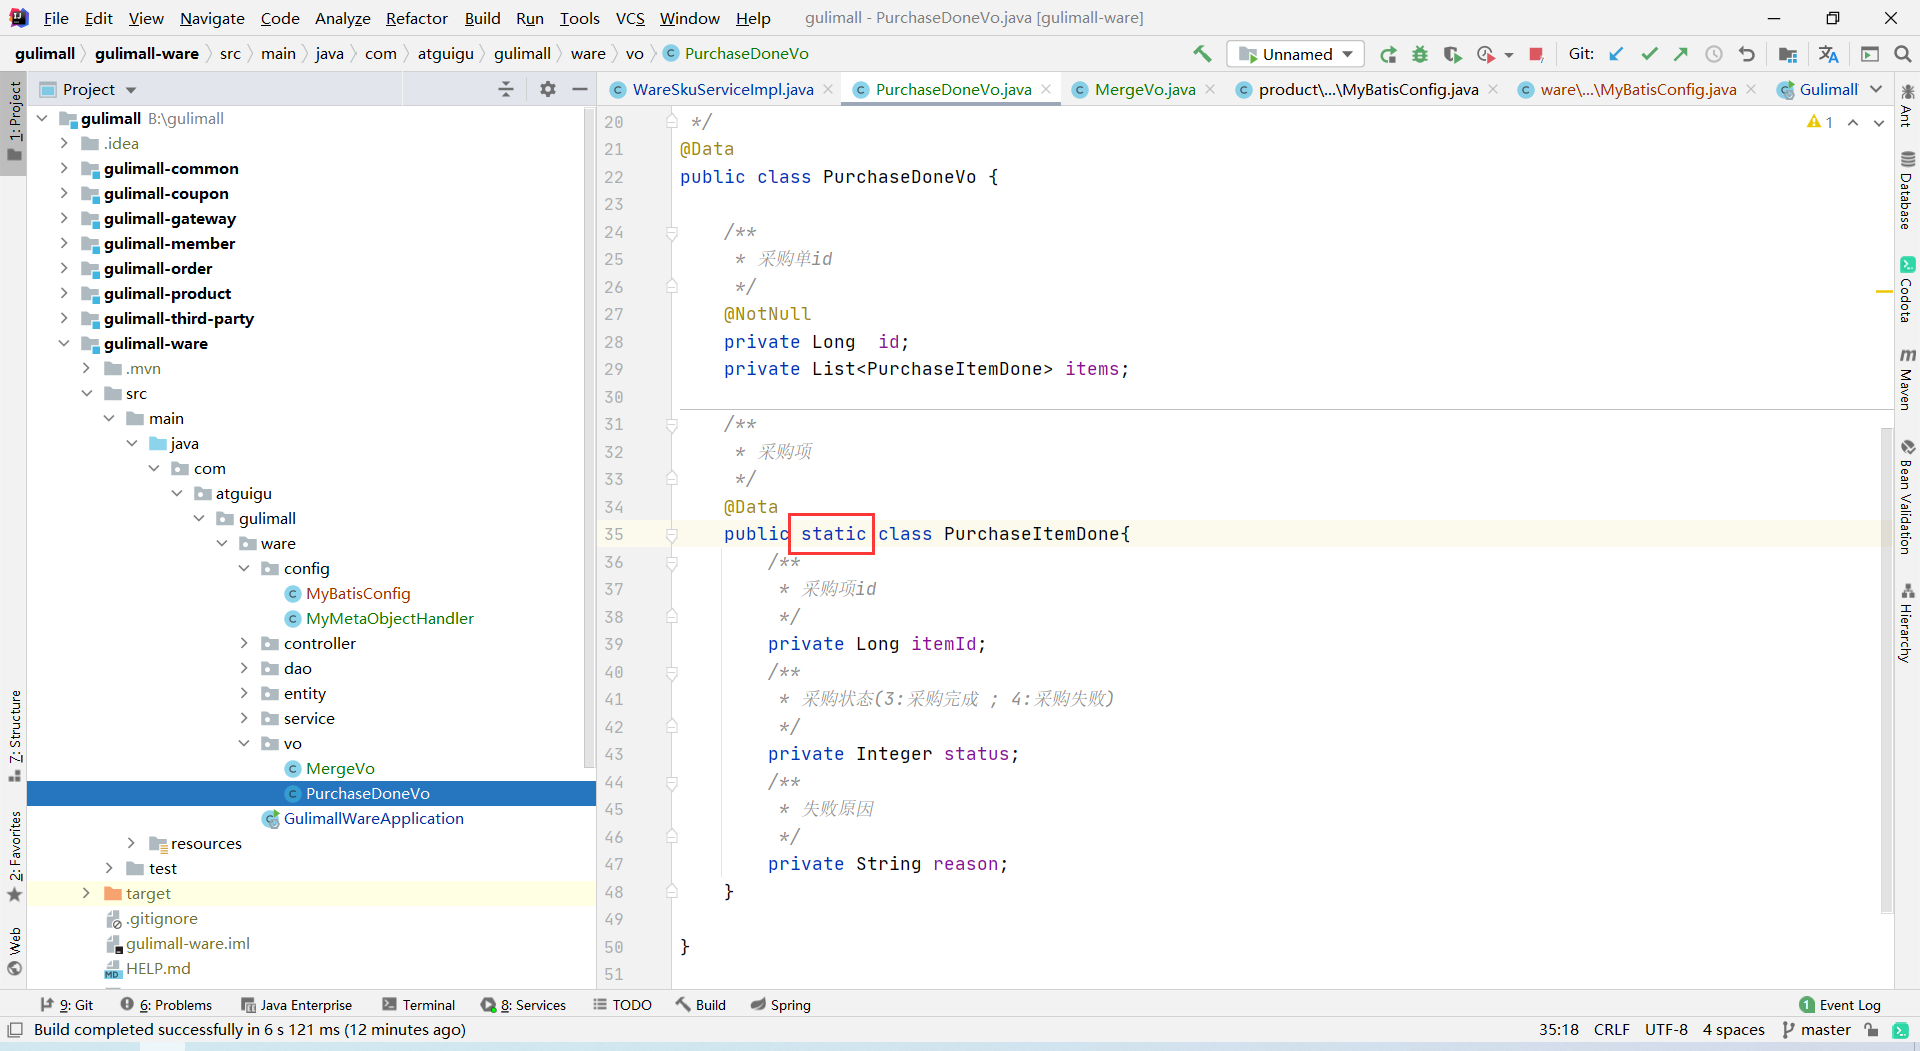 File Edit View Navigate Code Analyze Refactor Build Run Tools VCS Window Help gulimall - PurchaseDoneVo.java [gulimall-ware]
gulimall gulimall-ware src main java com atguigu gulimall ware vo PurchaseDoneVo Unnamed Git:
1: Project
7: Structure
2: Favorites
Web
Project
gulimall B:\gulimall
.idea
gulimall-common
gulimall-coupon
gulimall-gateway
gulimall-member
gulimall-order
gulimall-product
gulimall-third-party
gulimall-ware
.mvn
src
main
java
com
atguigu
gulimall
ware
config
MyBatisConfig
MyMetaObjectHandler
controller
dao
entity
service
vo
MergeVo
PurchaseDoneVo
GulimallWareApplication
resources
test
target
.gitignore
gulimall-ware.iml
HELP.md
WareSkuServiceImpl.java PurchaseDoneVo.java MergeVo.java product\...\MyBatisConfig.java ware\...\MyBatisConfig.java Gulimall
1
20 */
21 @Data
22 public class PurchaseDoneVo {
23
24 /**
25 * 采购单id
26 */
27 @NotNull
28 private Long  id;
29 private List<PurchaseItemDone> items;
30
31 /**
32 * 采购项
33 */
34 @Data
35 public static class PurchaseItemDone{
36 /**
37 * 采购项id
38 */
39 private Long itemId;
40 /**
41 * 采购状态(3:采购完成 ; 4:采购失败)
42 */
43 private Integer status;
44 /**
45 * 失败原因
46 */
47 private String reason;
48 }
49
50 }
51
Ant
Database
Codota
m Maven
Bean Validation
Hierarchy
9: Git 6: Problems Java Enterprise Terminal 8: Services TODO Build Spring 1 Event Log
Build completed successfully in 6 s 121 ms (12 minutes ago) 35:18 CRLF UTF-8 4 spaces master